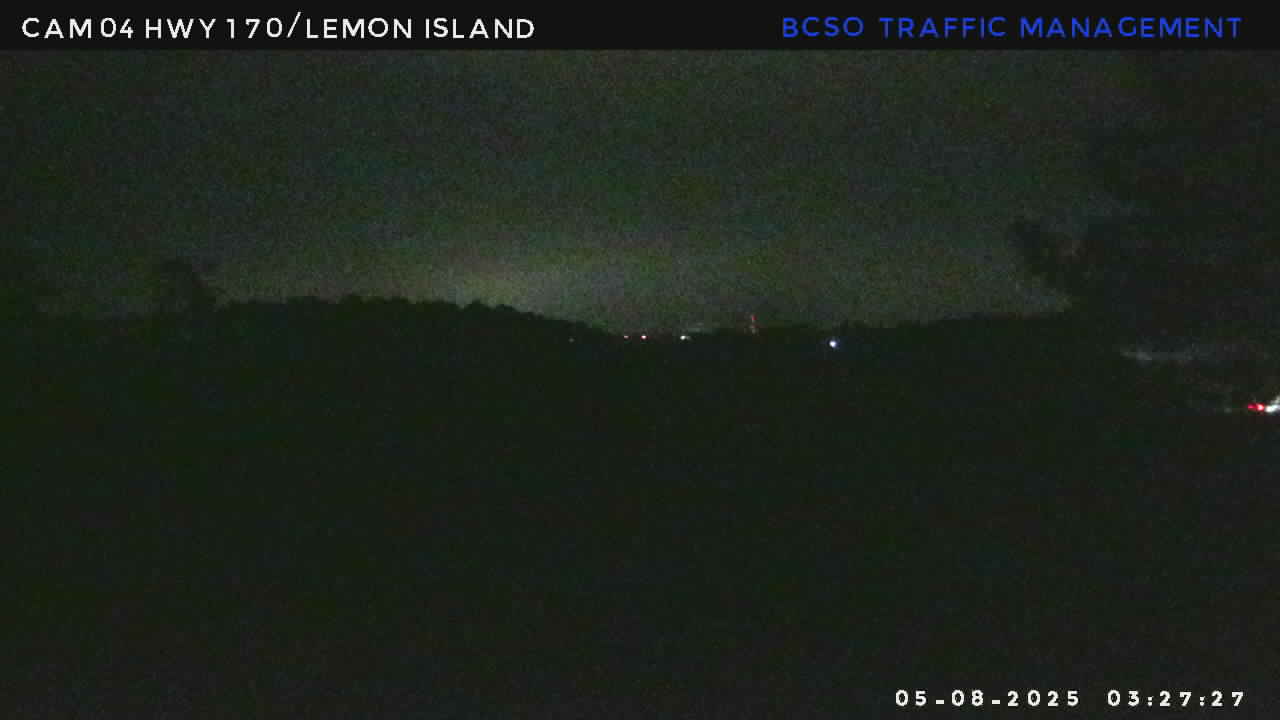 CAM 04 HWY 170/LEMON ISLAND
BCSO TRAFFIC MANAGEMENT
05-08-2025 03:27:27